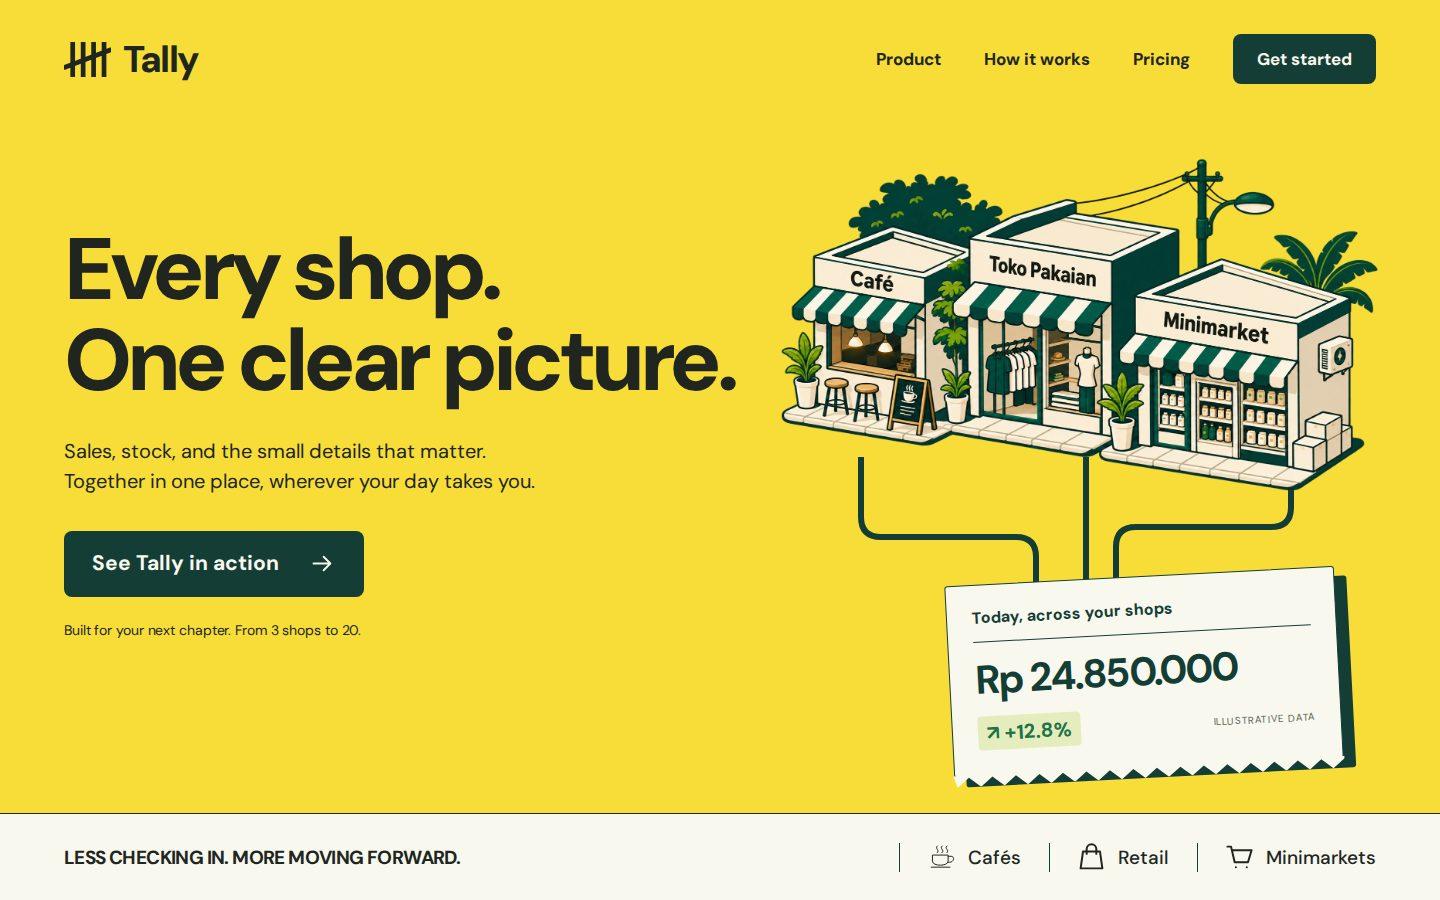 Tally
Product
How it works
Pricing
Get started
Every shop.
One clear picture.
Sales, stock, and the small details that matter.
Together in one place, wherever your day takes you.
See Tally in action
Built for your next chapter. From 3 shops to 20.
Café
Toko Pakaian
Minimarket
Today, across your shops
Rp 24.850.000
+12.8%
ILLUSTRATIVE DATA
LESS CHECKING IN. MORE MOVING FORWARD.
Cafés
Retail
Minimarkets